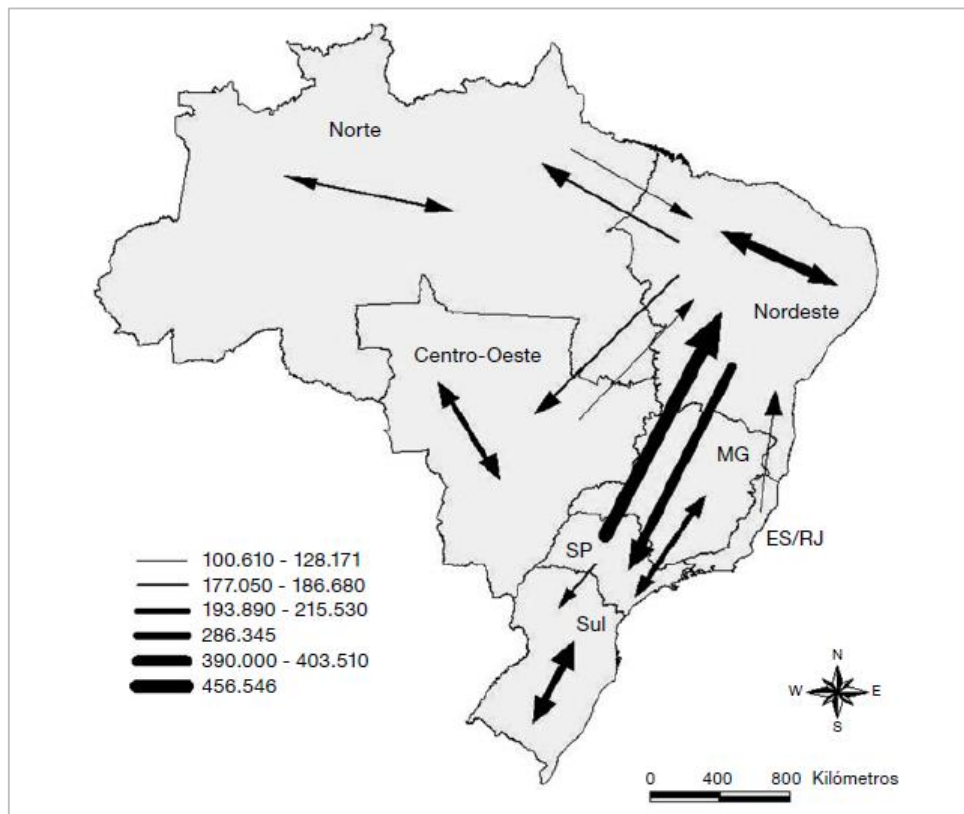 Norte
Nordeste
Centro-Oeste
MG
ES/RJ
SP
Sul
100.610 - 128.171
177.050 - 186.680
193.890 - 215.530
286.345
390.000 - 403.510
456.546
N
W E
S
0 400 800 Kilómetros